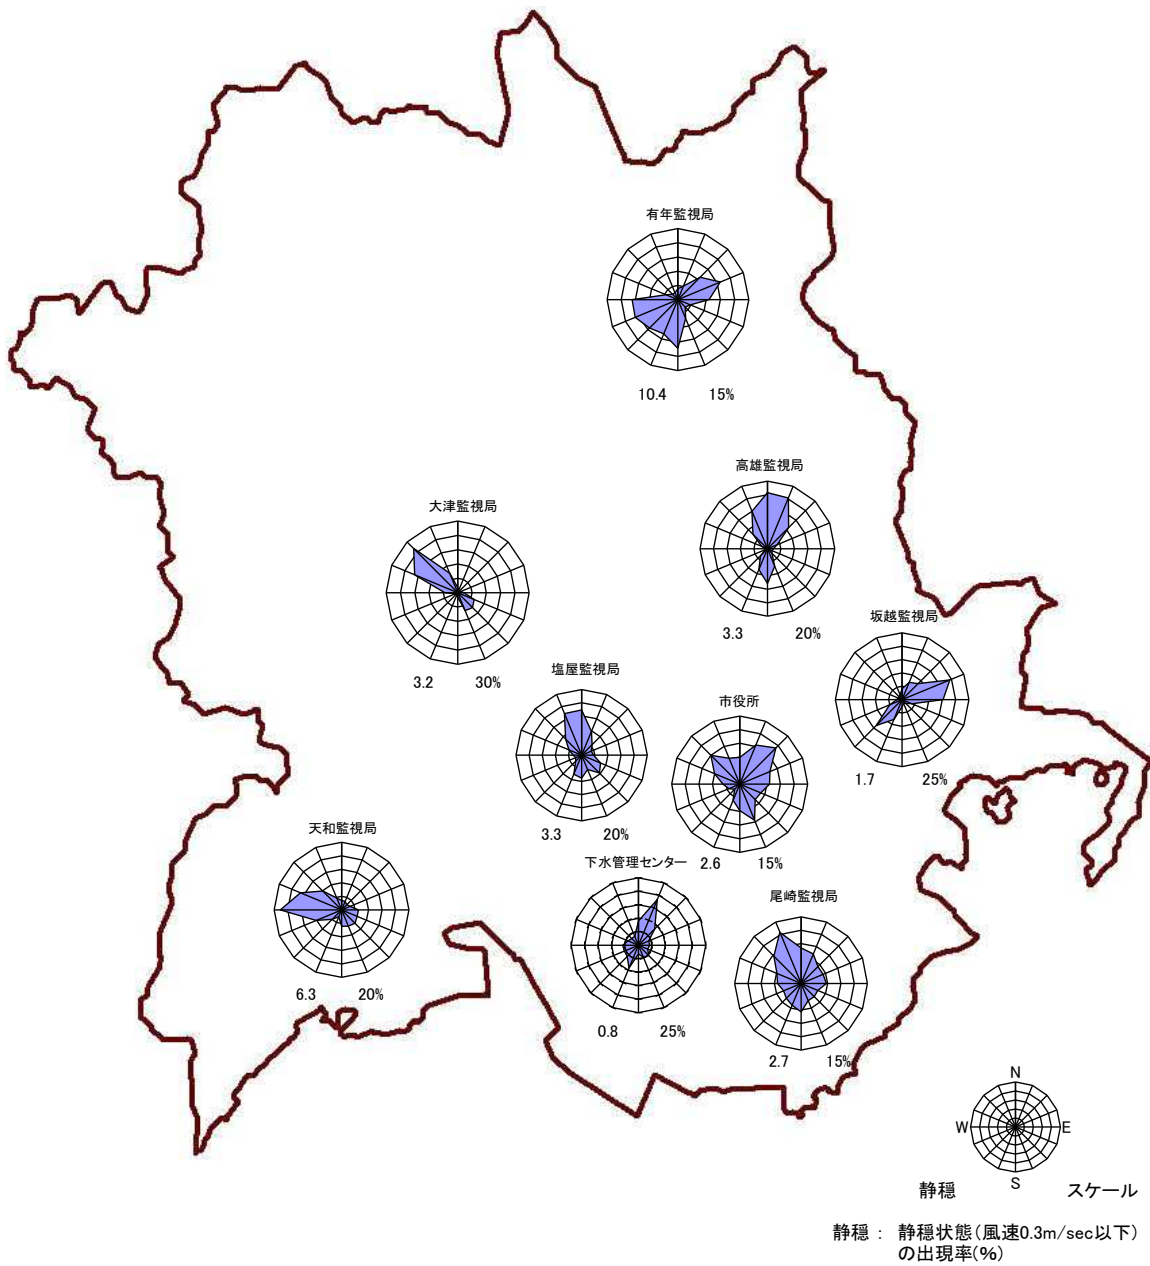 有年監視局
10.4 15%
高雄監視局
3.3 20%
大津監視局
3.2 30%
坂越監視局
1.7 25%
塩屋監視局
3.3 20%
市役所
2.6 15%
天和監視局
6.3 20%
下水管理センター
0.8 25%
尾崎監視局
2.7 15%
N
W E
S
静穏 スケール
静穏： 静穏状態(風速0.3m/sec以下)
の出現率(%)